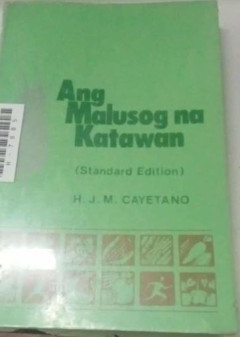 Ang
Malusog na
Katawan
(Standard Edition)
H. J. M. CAYETANO